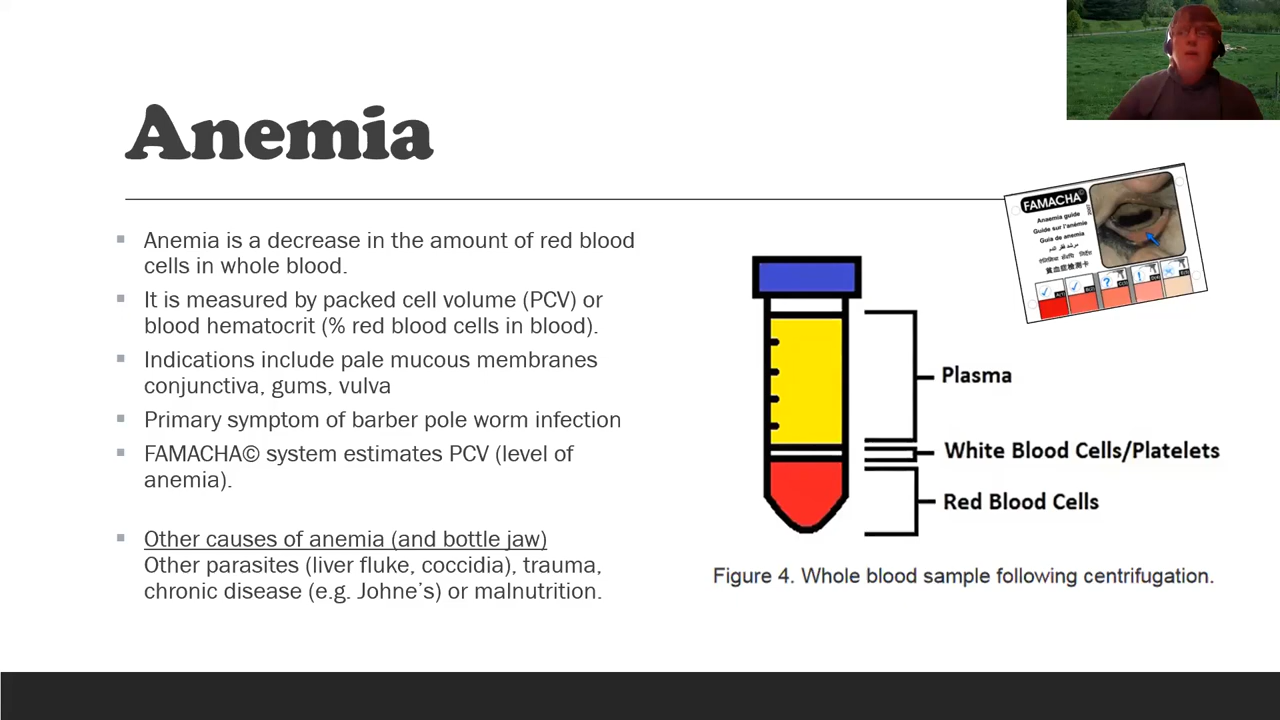 Anemia
Anemia is a decrease in the amount of red blood
cells in whole blood.
It is measured by packed cell volume (PCV) or
blood hematocrit (% red blood cells in blood).
Indications include pale mucous membranes
conjunctiva, gums, vulva
Primary symptom of barber pole worm infection
FAMACHA© system estimates PCV (level of
anemia).
Other causes of anemia (and bottle jaw)
Other parasites (liver fluke, coccidia), trauma,
chronic disease (e.g. Johne’s) or malnutrition.
FAMACHA©
Anaemia guide
Guide sur l'anémie
Guia de anemia
Plasma
White Blood Cells/Platelets
Red Blood Cells
Figure 4. Whole blood sample following centrifugation.